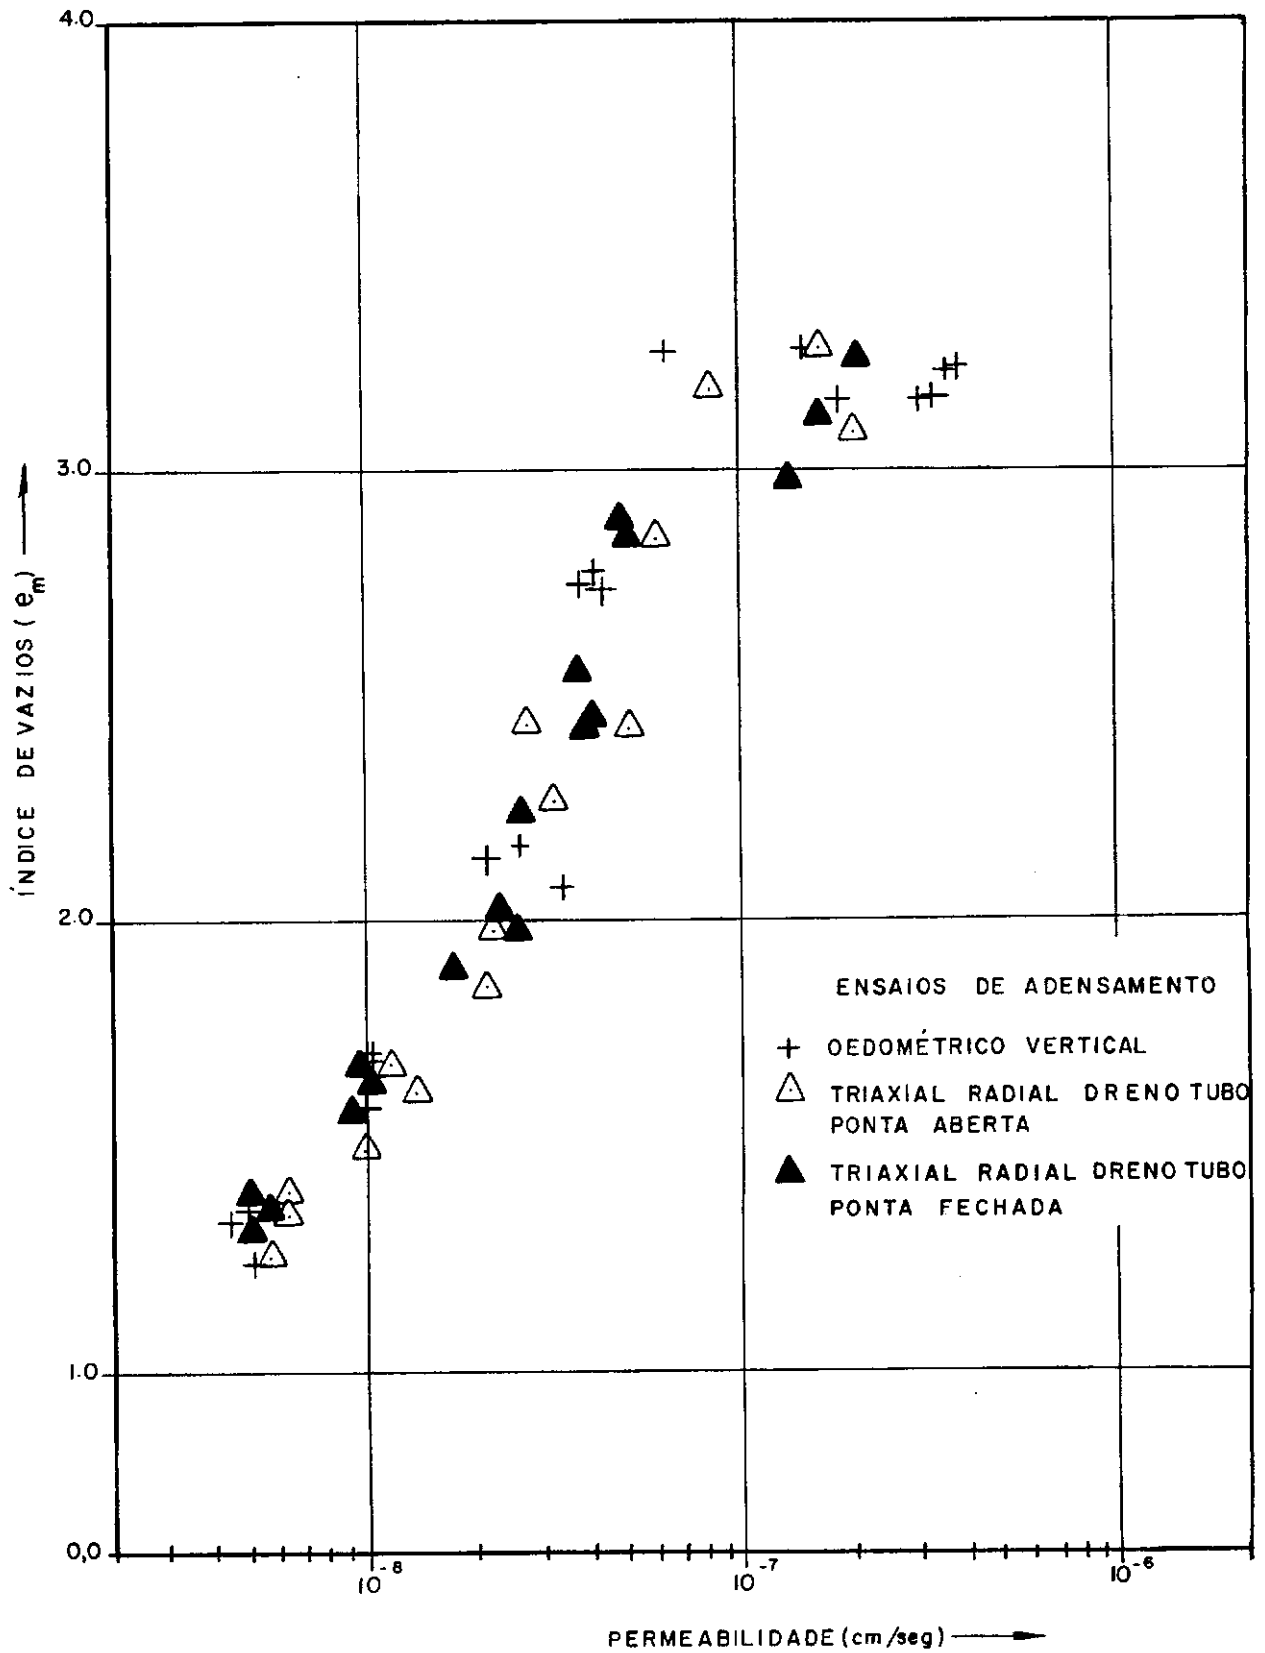 4.0
3.0
2.0
1.0
0,0
ÍNDICE DE VAZIOS (em)
ENSAIOS DE ADENSAMENTO
+ OEDOMÉTRICO VERTICAL
△ TRIAXIAL RADIAL DRENO TUBO
PONTA ABERTA
▲ TRIAXIAL RADIAL DRENO TUBO
PONTA FECHADA
10-8 10-7 10-6
PERMEABILIDADE (cm/seg)